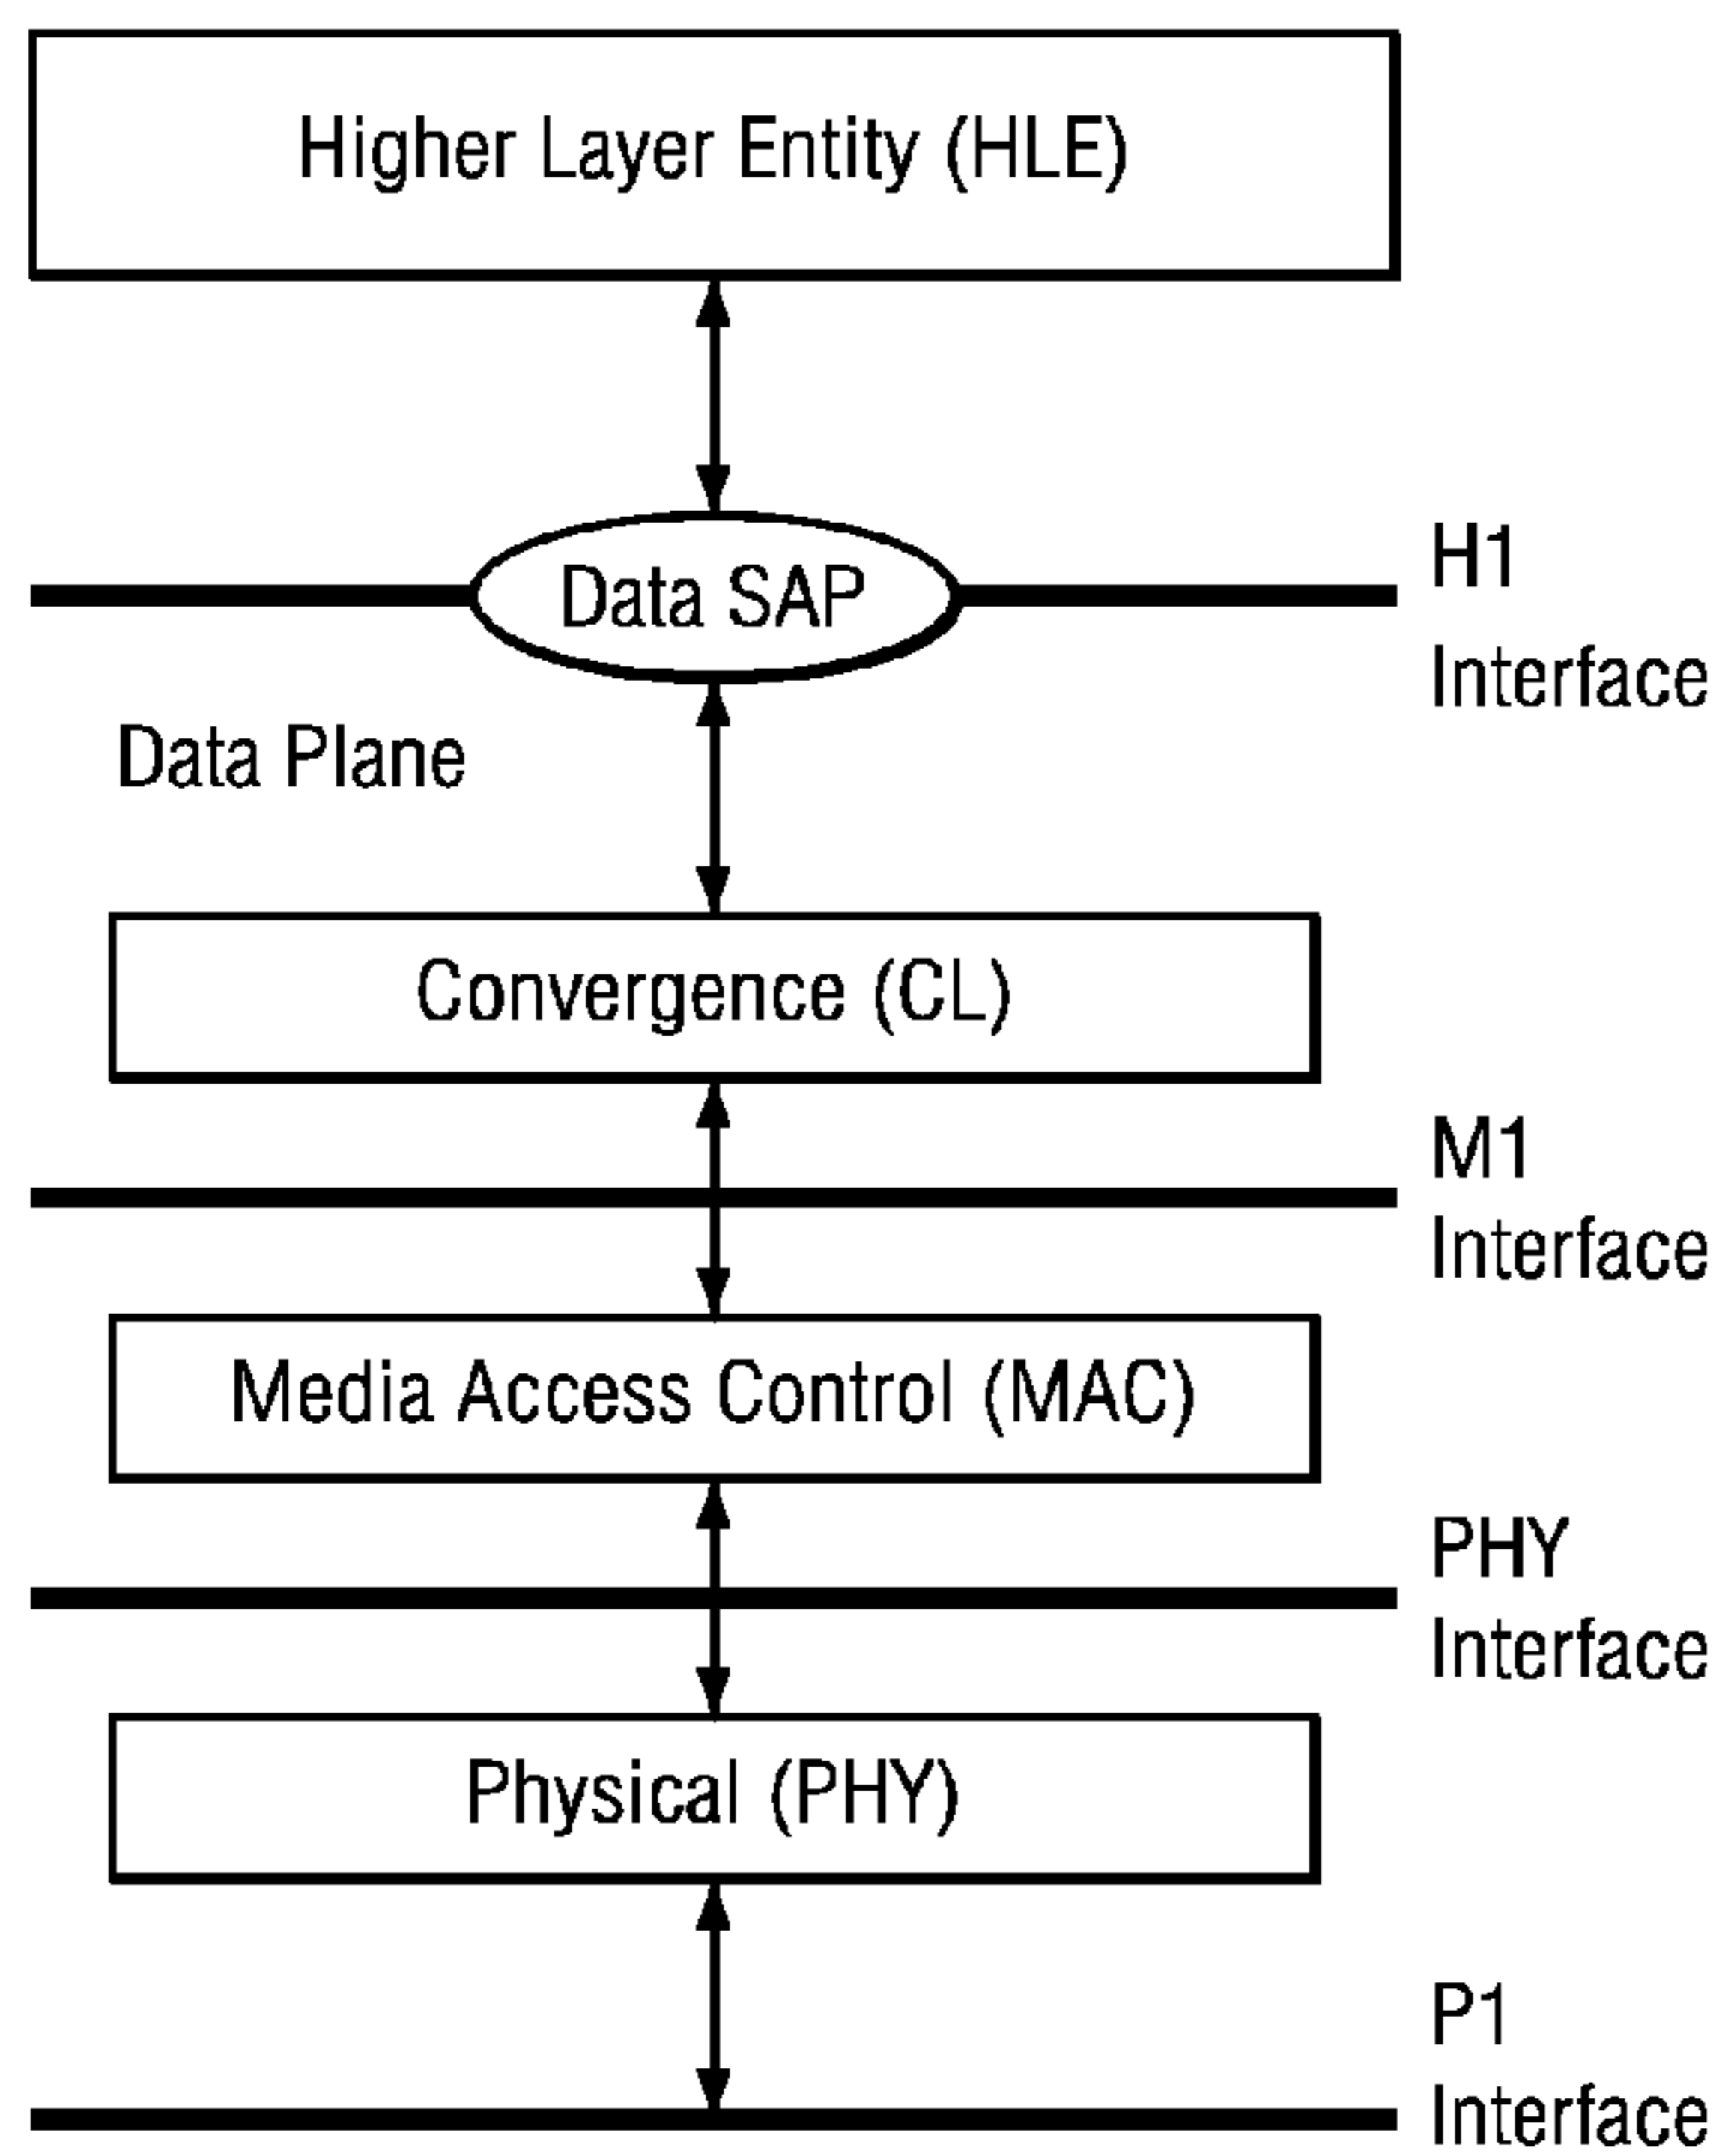 Higher Layer Entity (HLE)
H1
Data SAP
Interface
Data Plane
Convergence (CL)
M1
Interface
Media Access Control (MAC)
PHY
Interface
Physical (PHY)
P1
Interface